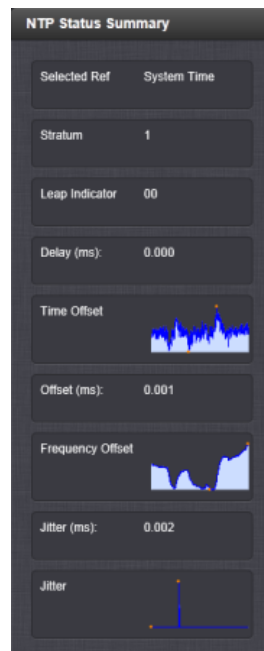 NTP Status Summary
Selected Ref System Time
Stratum 1
Leap Indicator 00
Delay (ms): 0.000
Time Offset
Offset (ms): 0.001
Frequency Offset
Jitter (ms): 0.002
Jitter